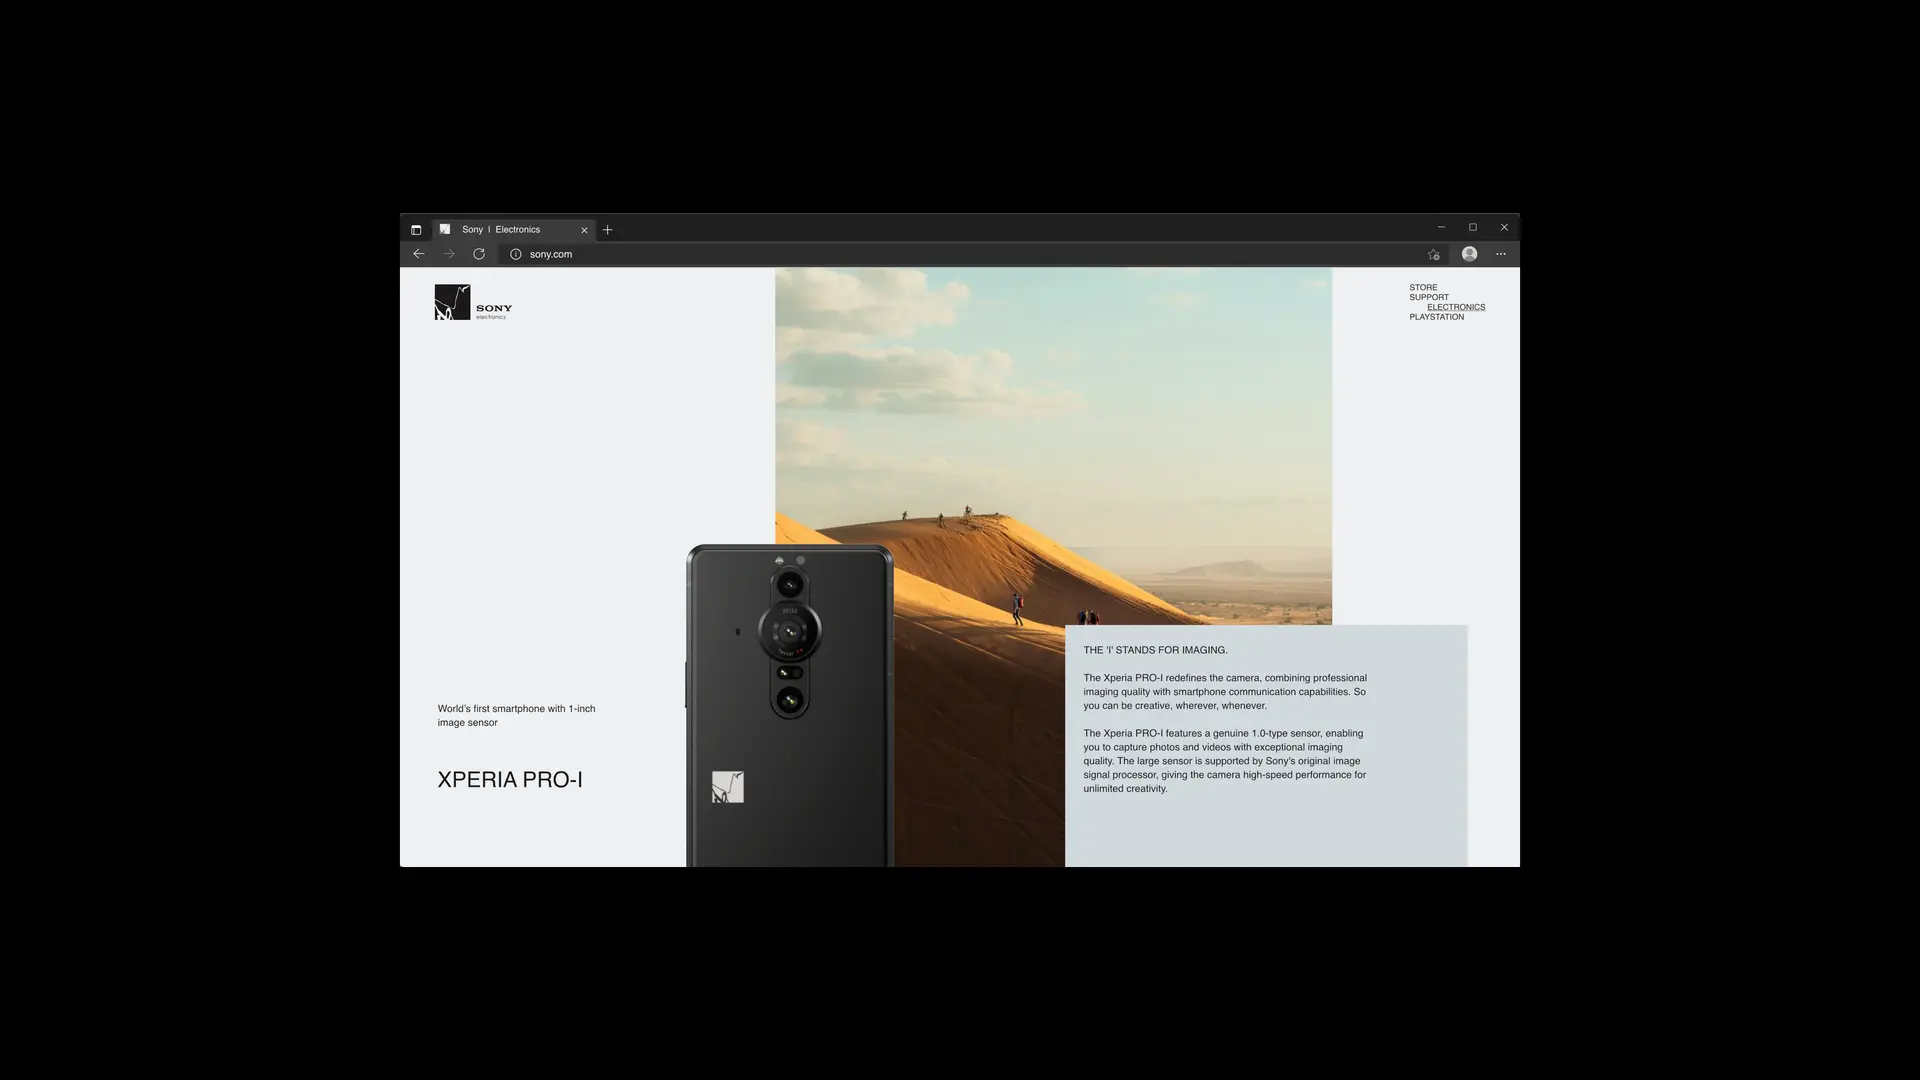 Sony | Electronics
sony.com
SONY
electronics
STORE
SUPPORT
ELECTRONICS
PLAYSTATION
ZEISS
Tessar T*
World's first smartphone with 1-inch
image sensor
XPERIA PRO-I
THE 'I' STANDS FOR IMAGING.
The Xperia PRO-I redefines the camera, combining professional
imaging quality with smartphone communication capabilities. So
you can be creative, wherever, whenever.
The Xperia PRO-I features a genuine 1.0-type sensor, enabling
you to capture photos and videos with exceptional imaging
quality. The large sensor is supported by Sony's original image
signal processor, giving the camera high-speed performance for
unlimited creativity.